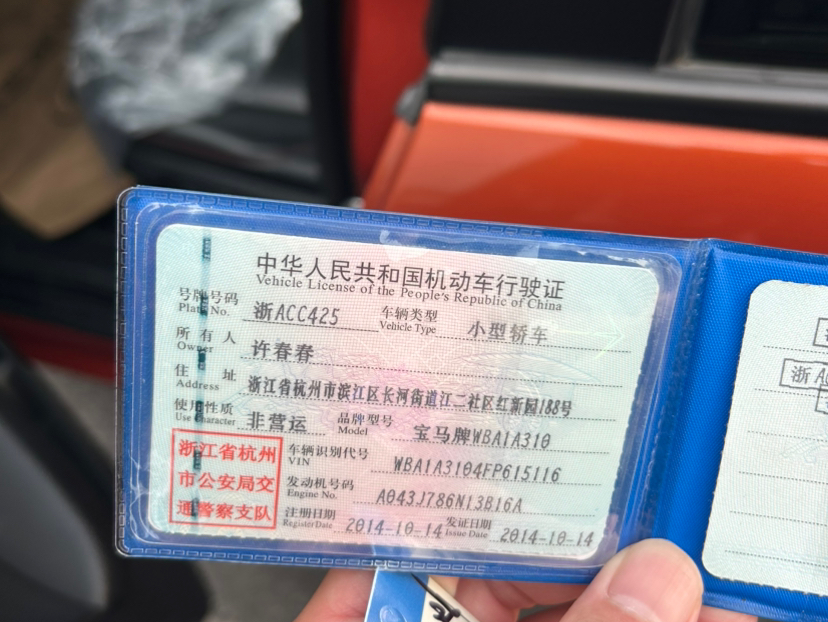 中华人民共和国机动车行驶证
Vehicle License of the People's Republic of China
号牌号码 浙ACC425 车辆类型 小型轿车
Plate No. Vehicle Type
所有人 许春春
Owner
住址 浙江省杭州市滨江区长河街道江二社区红新园188号
Address
使用性质 非营运 品牌型号 宝马牌WBA1A310
Use Character Model
浙江省杭州
市公安局交
通警察支队
车辆识别代号 WBA1A3104FP615116
VIN
发动机号码 A043J786N13B16A
Engine No.
注册日期 2014-10-14 发证日期 2014-10-14
Register Date Issue Date
浙A